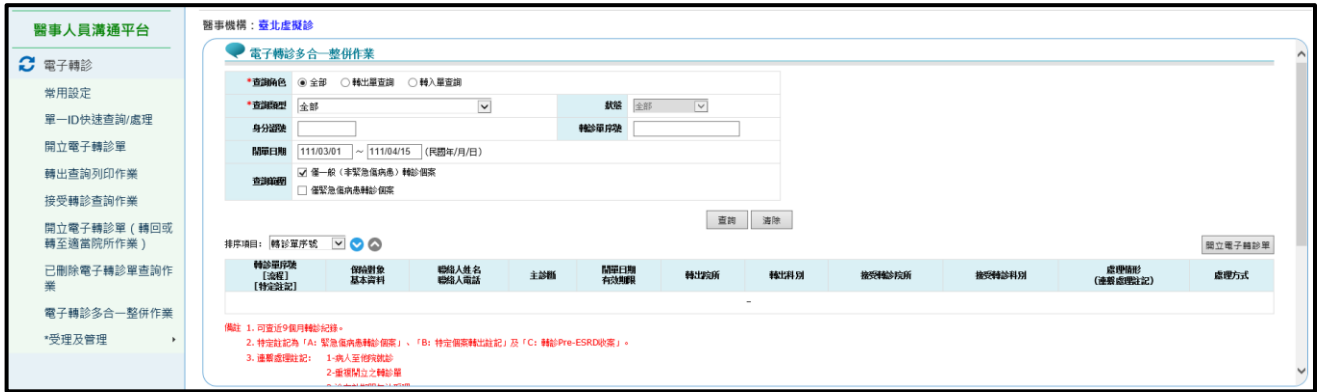 醫事人員溝通平台
電子轉診
常用設定
單一ID快速查詢/處理
開立電子轉診單
轉出查詢列印作業
接受轉診查詢作業
開立電子轉診單（轉回或
轉至適當院所作業）
已刪除電子轉診單查詢作
業
電子轉診多合一整併作業
*受理及管理
醫事機構：臺北虛擬診
電子轉診多合一整併作業
*查詢角色 全部 轉出單查詢 轉入單查詢
*查詢類型 全部 狀態 全部
身分證號 轉診單序號
開單日期 111/03/01 ~ 111/04/15 (民國年/月/日)
查詢範圍 僅一般（非緊急傷病患）轉診個案
僅緊急傷病患轉診個案
查詢 清除
排序項目: 轉診單序號 開立電子轉診單
轉診單序號 [流程] [特定註記] 保險對象 基本資料 聯絡人姓名 聯絡人電話 主診斷 開單日期 有效期限 轉出院所 轉出科別 接受轉診院所 接受轉診科別 處理情形 (逾期處理註記) 處理方式
-
備註 1. 可查近9個月轉診紀錄。
2. 特定註記為「A: 緊急傷病患轉診個案」、「B: 特定個案轉出註記」及「C: 轉診Pre-ESRD收案」。
3. 逾期處理註記: 1-病人至他院就診
2-重複開立之轉診單